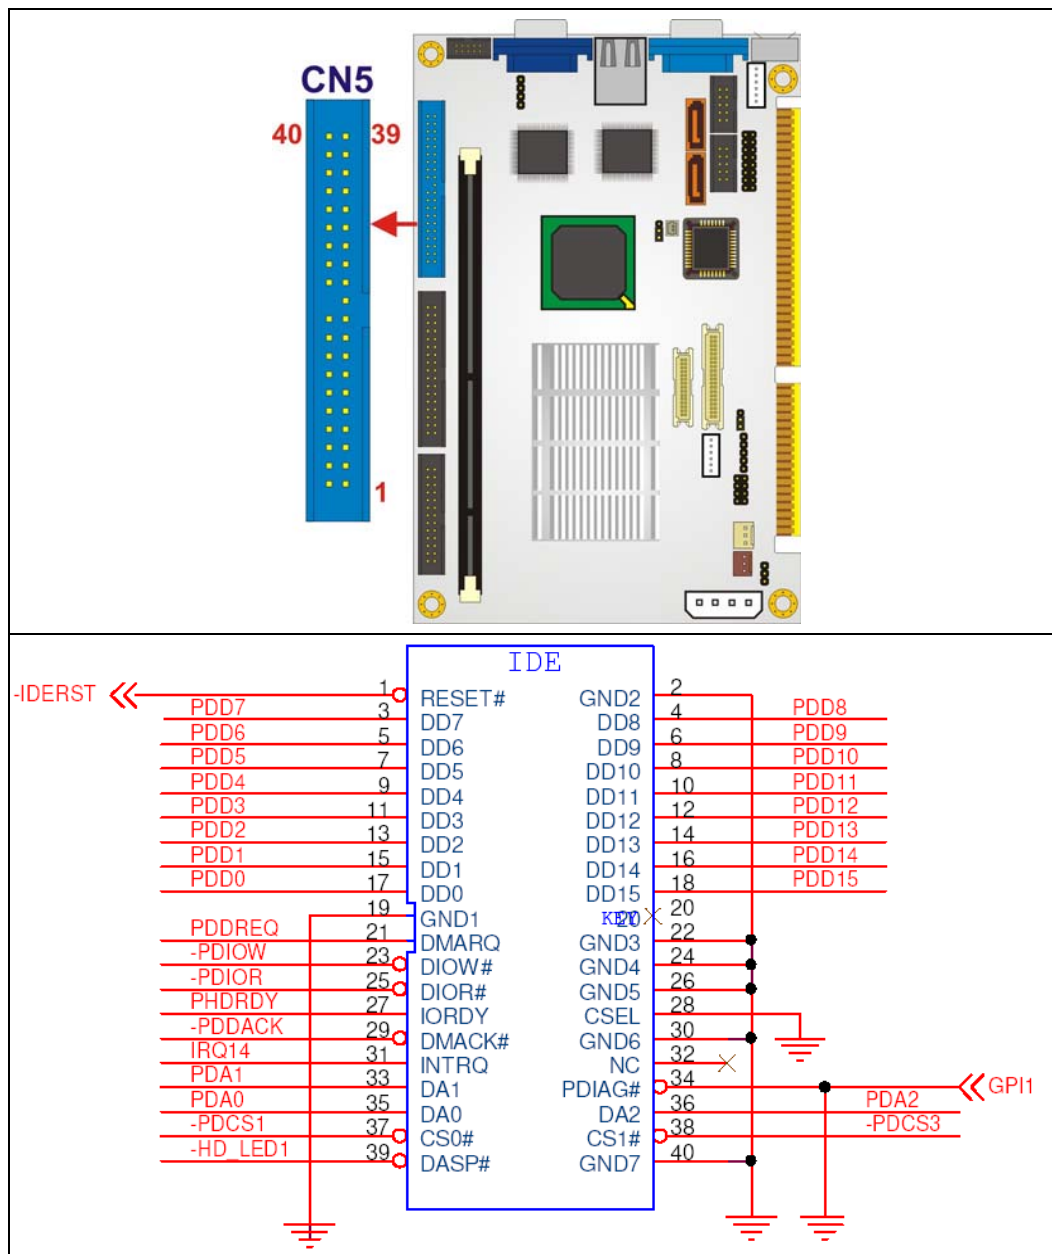 CN5
40 39
1
IDE
-IDERST 1 RESET# GND2 2
PDD7 3 DD7 DD8 4 PDD8
PDD6 5 DD6 DD9 6 PDD9
PDD5 7 DD5 DD10 8 PDD10
PDD4 9 DD4 DD11 10 PDD11
PDD3 11 DD3 DD12 12 PDD12
PDD2 13 DD2 DD13 14 PDD13
PDD1 15 DD1 DD14 16 PDD14
PDD0 17 DD0 DD15 18 PDD15
19 GND1 KEY 20 20
PDDREQ 21 DMARQ GND3 22
-PDIOW 23 DIOW# GND4 24
-PDIOR 25 DIOR# GND5 26
PHDRDY 27 IORDY CSEL 28
-PDDACK 29 DMACK# GND6 30
IRQ14 31 INTRQ NC 32
PDA1 33 DA1 PDIAG# 34 GPI1
PDA0 35 DA0 DA2 36 PDA2
-PDCS1 37 CS0# CS1# 38 -PDCS3
-HD_LED1 39 DASP# GND7 40